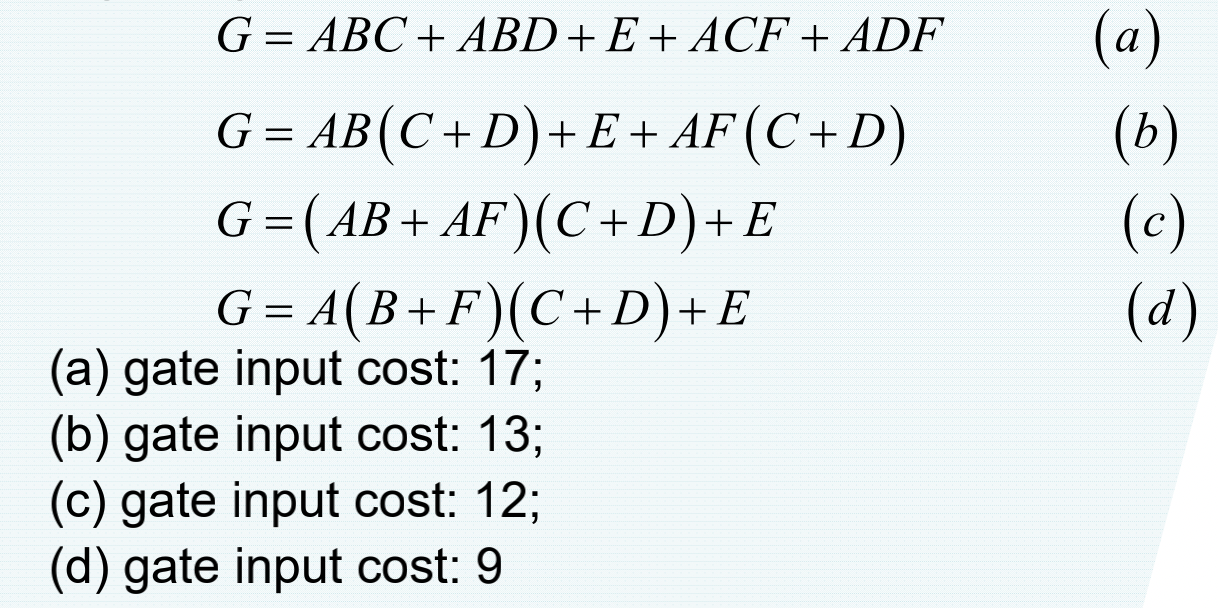 G = ABC + ABD + E + ACF + ADF (a)
G = AB(C + D) + E + AF(C + D) (b)
G = (AB + AF)(C + D) + E (c)
G = A(B + F)(C + D) + E (d)
(a) gate input cost: 17;
(b) gate input cost: 13;
(c) gate input cost: 12;
(d) gate input cost: 9